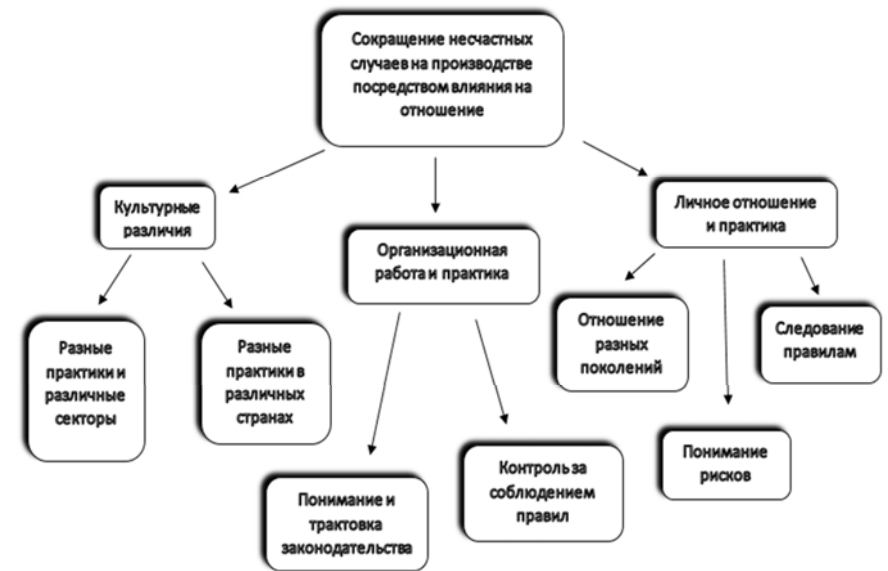 Сокращение несчастных
случаев на производстве
посредством влияния на
отношение
Культурные
различия
Организационная
работа и практика
Личное отношение
и практика
Разные
практики и
различные
секторы
Разные
практики в
различных
странах
Отношение
разных
поколений
Следование
правилам
Понимание и
трактовка
законодательства
Контроль за
соблюдением
правил
Понимание
рисков